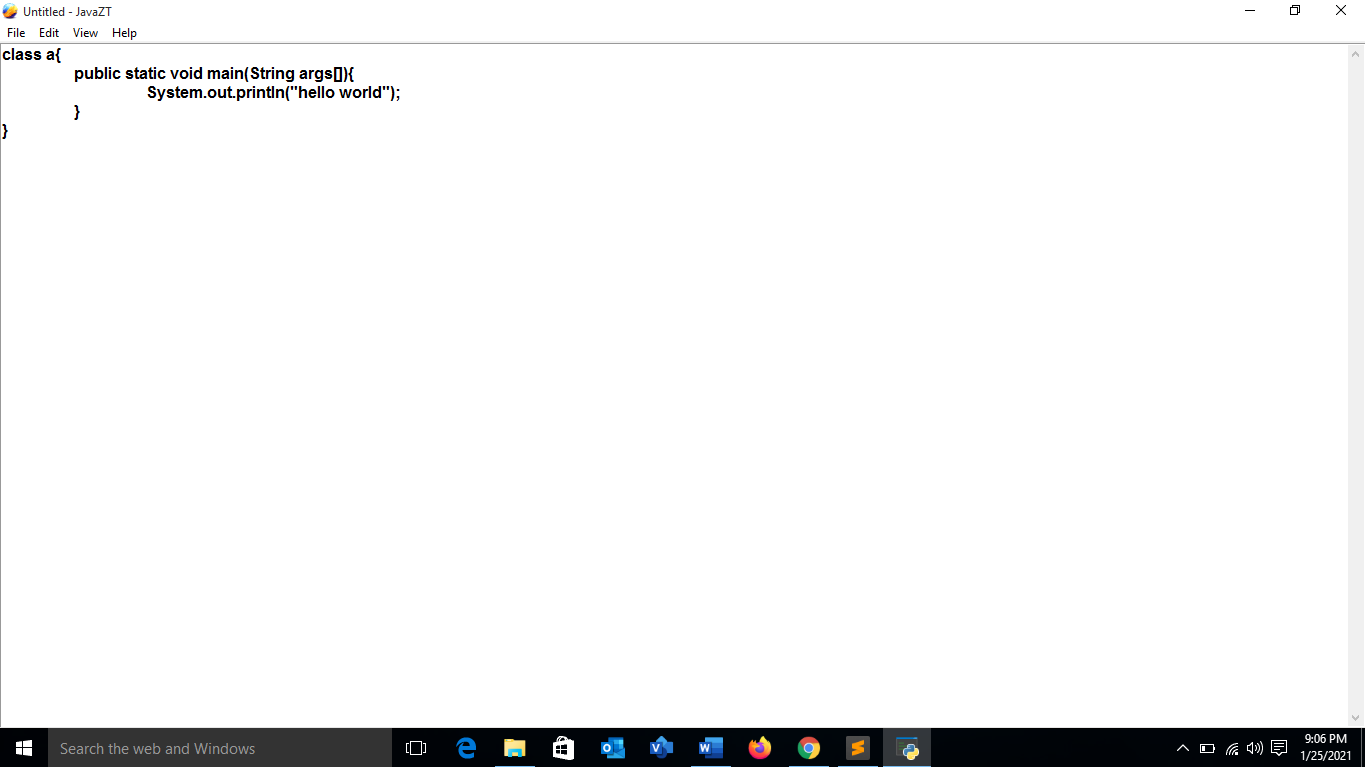 Untitled - JavaZT
File Edit View Help
class a{
public static void main(String args[]){
System.out.println("hello world");
}
}
Search the web and Windows
9:06 PM
1/25/2021